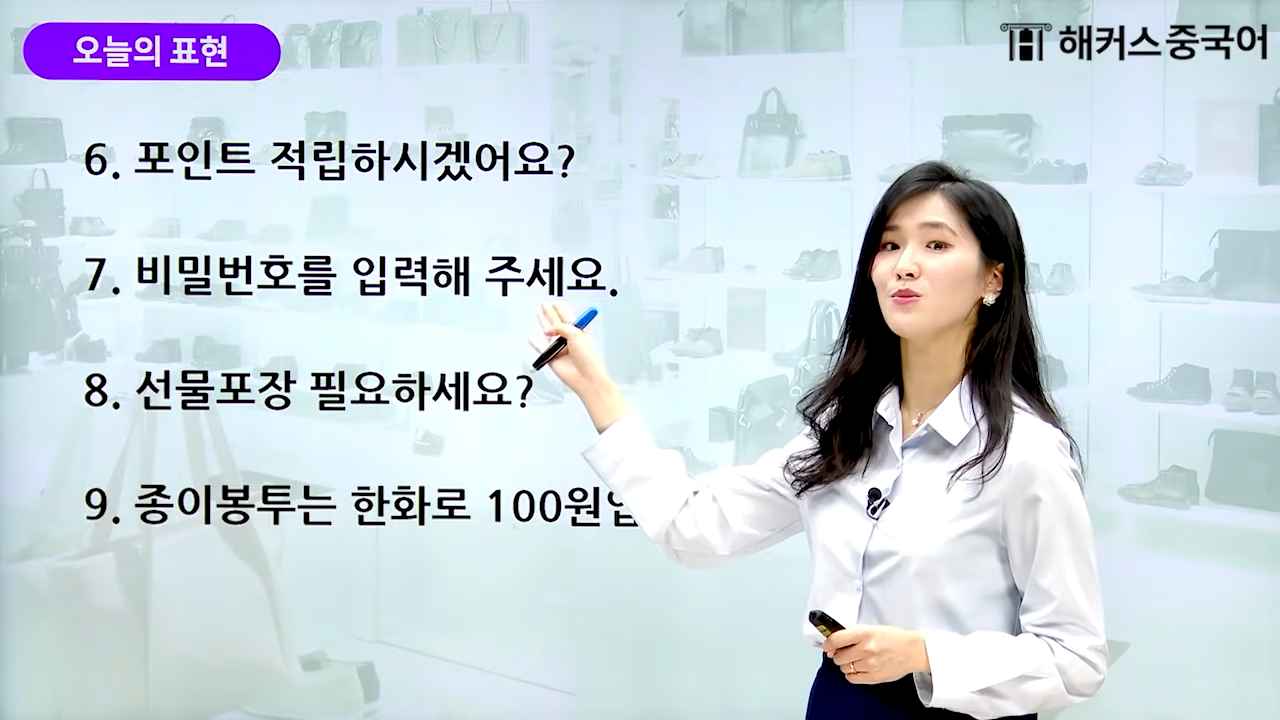 오늘의 표현
해커스중국어
6. 포인트 적립하시겠어요?
7. 비밀번호를 입력해 주세요.
8. 선물포장 필요하세요?
9. 종이봉투는 한화로 100원